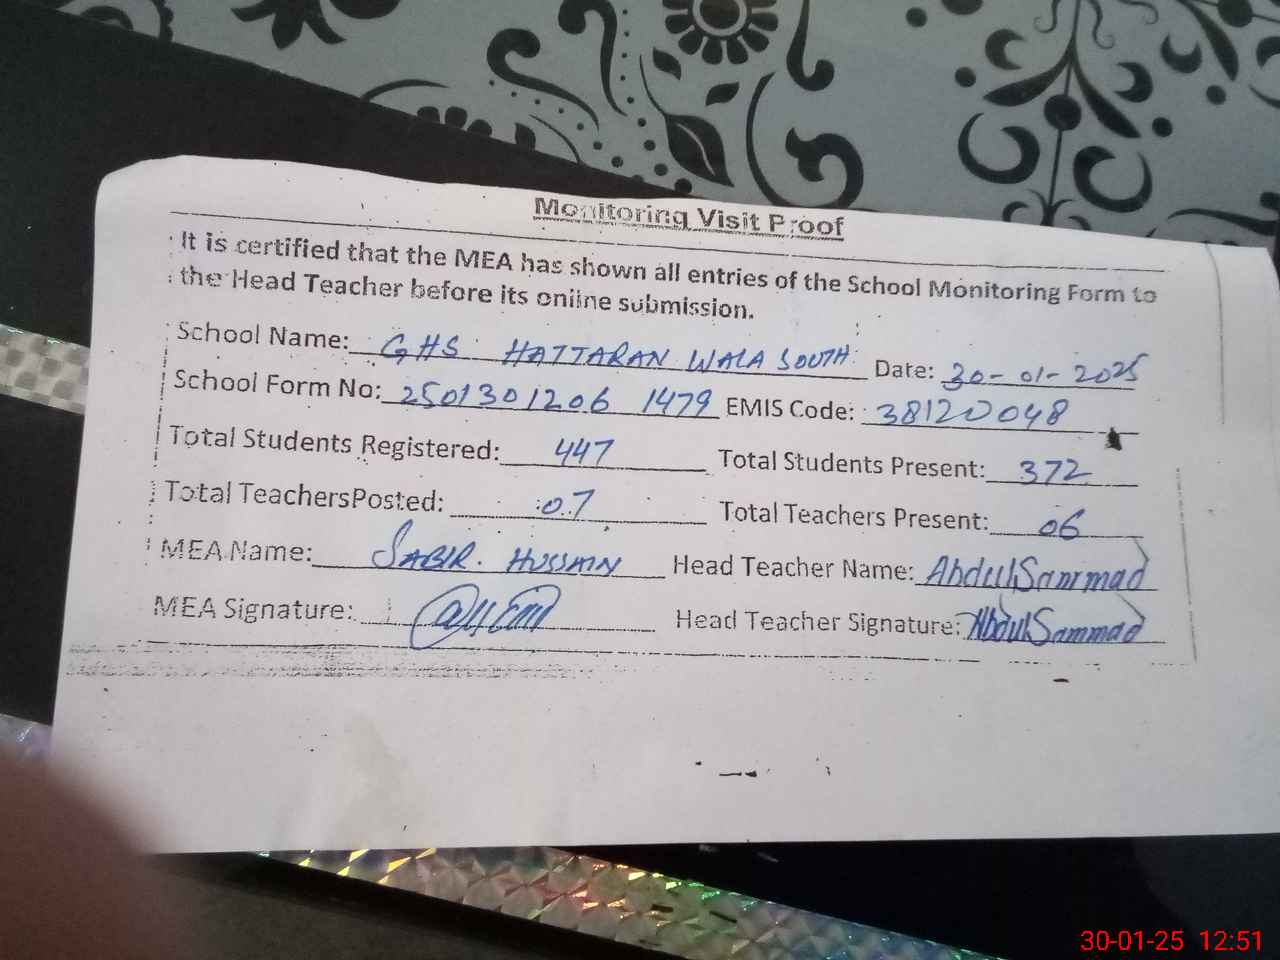 Monitoring Visit Proof
It is certified that the MEA has shown all entries of the School Monitoring Form to
the Head Teacher before its online submission.
School Name: GHS HATTARAN WALA SOUTH Date: 30-01-2025
School Form No: 2501301206 1479 EMIS Code: 38120048
Total Students Registered: 447 Total Students Present: 372
Total TeachersPosted: 07 Total Teachers Present: 06
MEA Name: SABIR. HUSSAIN Head Teacher Name: AbdulSammad
MEA Signature: Head Teacher Signature: AbdulSammad
30-01-25 12:51